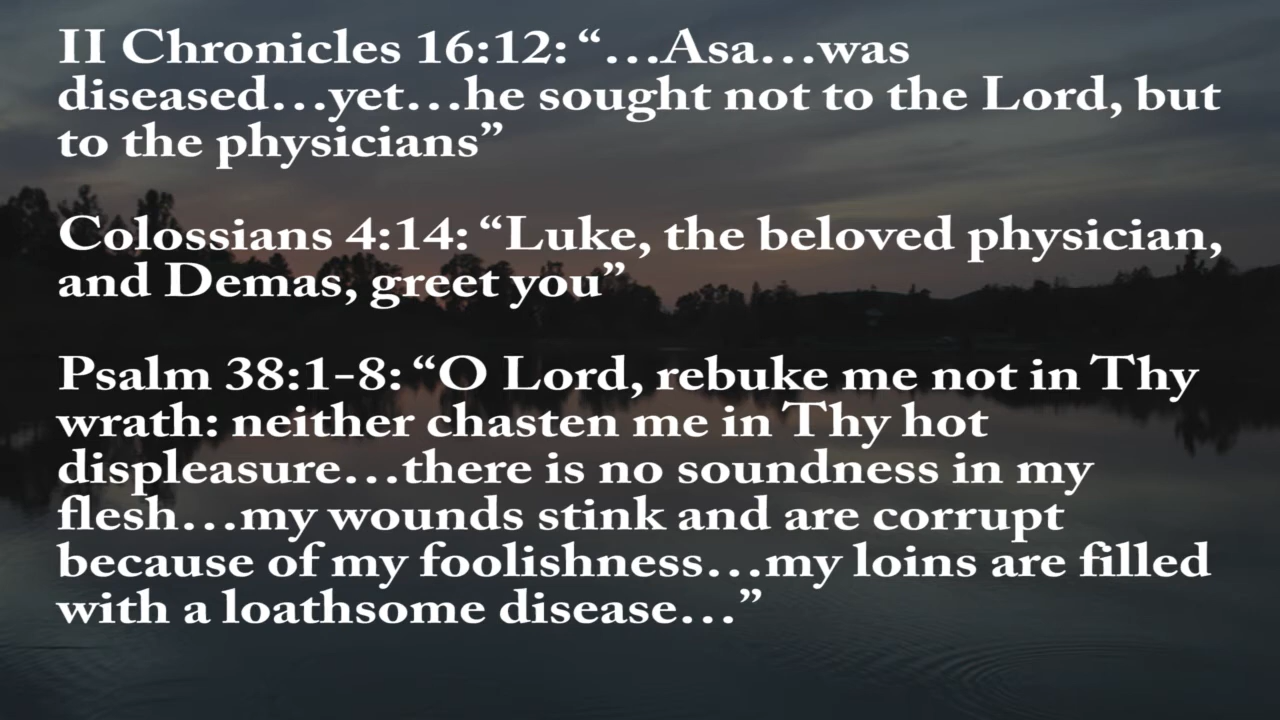 II Chronicles 16:12: “…Asa…was
diseased…yet…he sought not to the Lord, but
to the physicians”
Colossians 4:14: “Luke, the beloved physician,
and Demas, greet you”
Psalm 38:1-8: “O Lord, rebuke me not in Thy
wrath: neither chasten me in Thy hot
displeasure…there is no soundness in my
flesh…my wounds stink and are corrupt
because of my foolishness…my loins are filled
with a loathsome disease…”